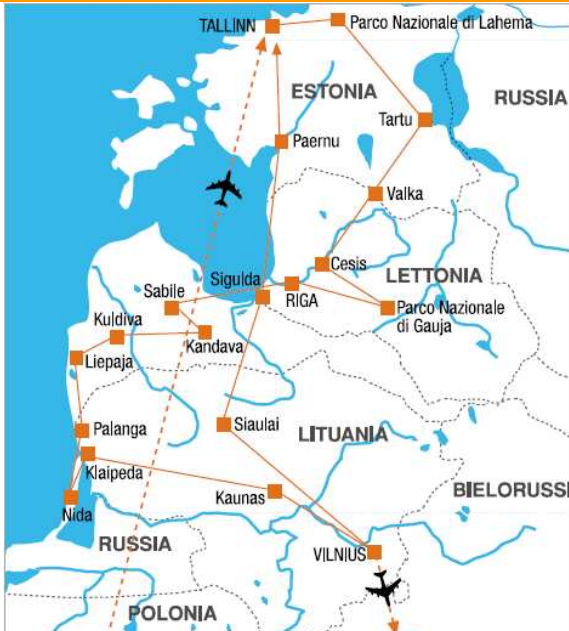 TALLINN
Parco Nazionale di Lahema
ESTONIA
RUSSIA
Tartu
Paernu
Valka
Cesis
LETTONIA
Sigulda
RIGA
Sabile
Parco Nazionale
di Gauja
Kuldiva
Kandava
Liepaja
Palanga
Siaulai
LITUANIA
Klaipeda
Kaunas
BIELORUSSI
Nida
RUSSIA
VILNIUS
POLONIA